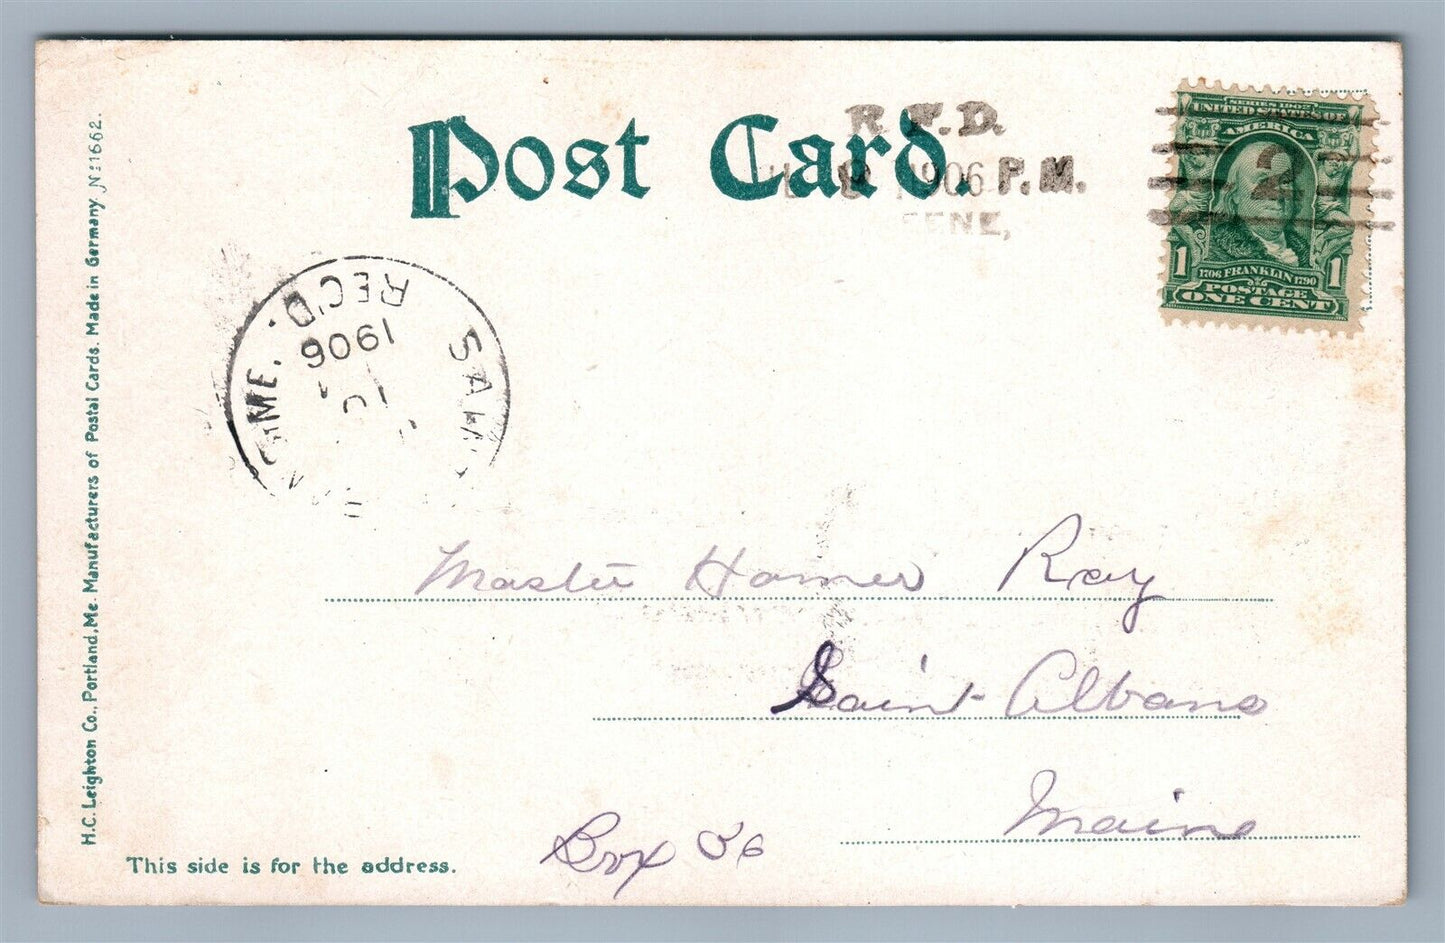 Post Card.
R.F.D.
1906 P.M.
SERIES 1902
UNITED STATES OF
AMERICA
2
1 1706 FRANKLIN 1790 1
POSTAGE
ONE CENT
ME.
REC'D.
1906
H.C. Leighton Co., Portland, Me. Manufacturers of Postal Cards. Made in Germany. No 1662.
Master Homer Ray
Saint Albans
Maine
Box 36
This side is for the address.